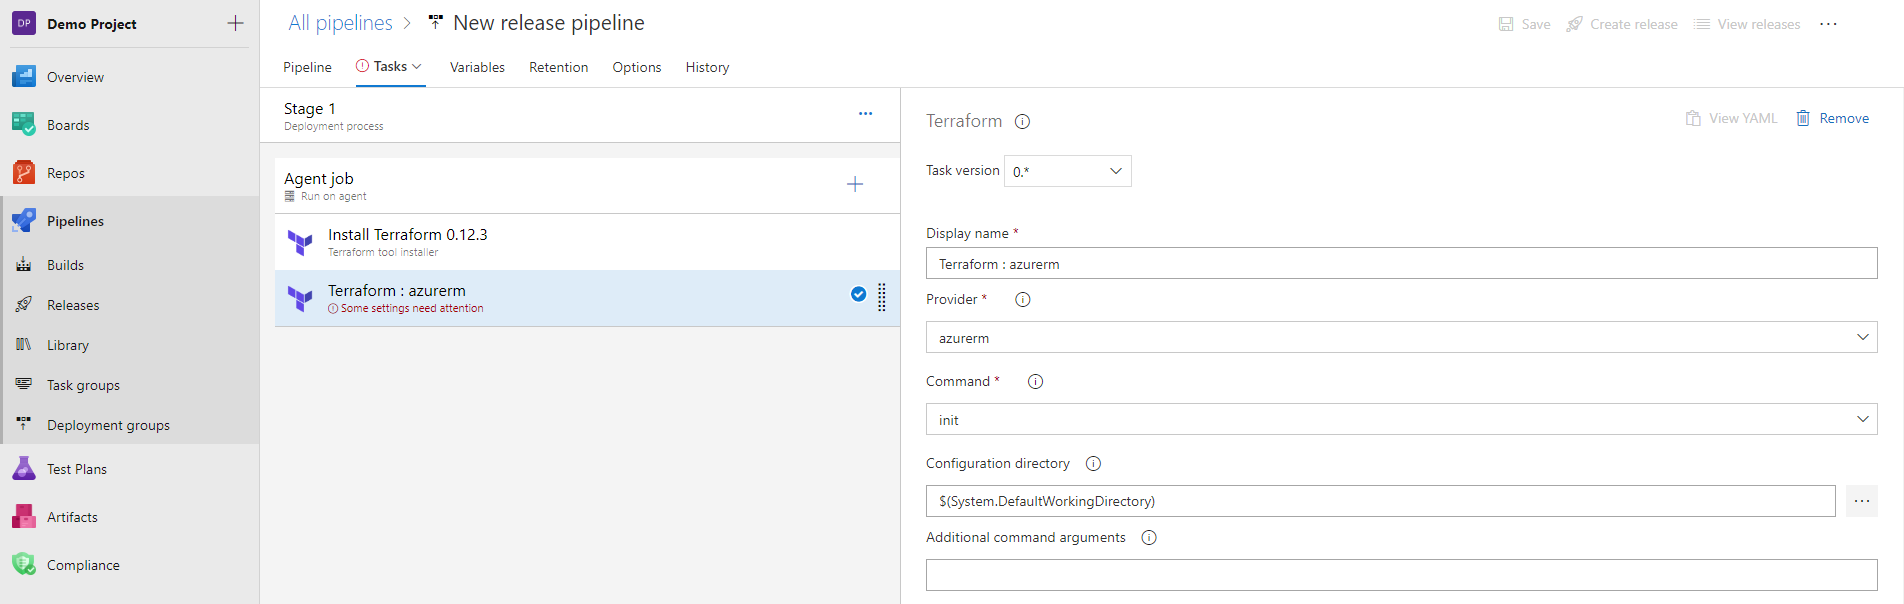 DP Demo Project
Overview
Boards
Repos
Pipelines
Builds
Releases
Library
Task groups
Deployment groups
Test Plans
Artifacts
Compliance
All pipelines > New release pipeline
Save Create release View releases ...
Pipeline Tasks Variables Retention Options History
Stage 1
Deployment process
Agent job
Run on agent
Install Terraform 0.12.3
Terraform tool installer
Terraform : azurerm
Some settings need attention
Terraform
View YAML Remove
Task version 0.*
Display name *
Terraform : azurerm
Provider *
azurerm
Command *
init
Configuration directory
$(System.DefaultWorkingDirectory)
Additional command arguments